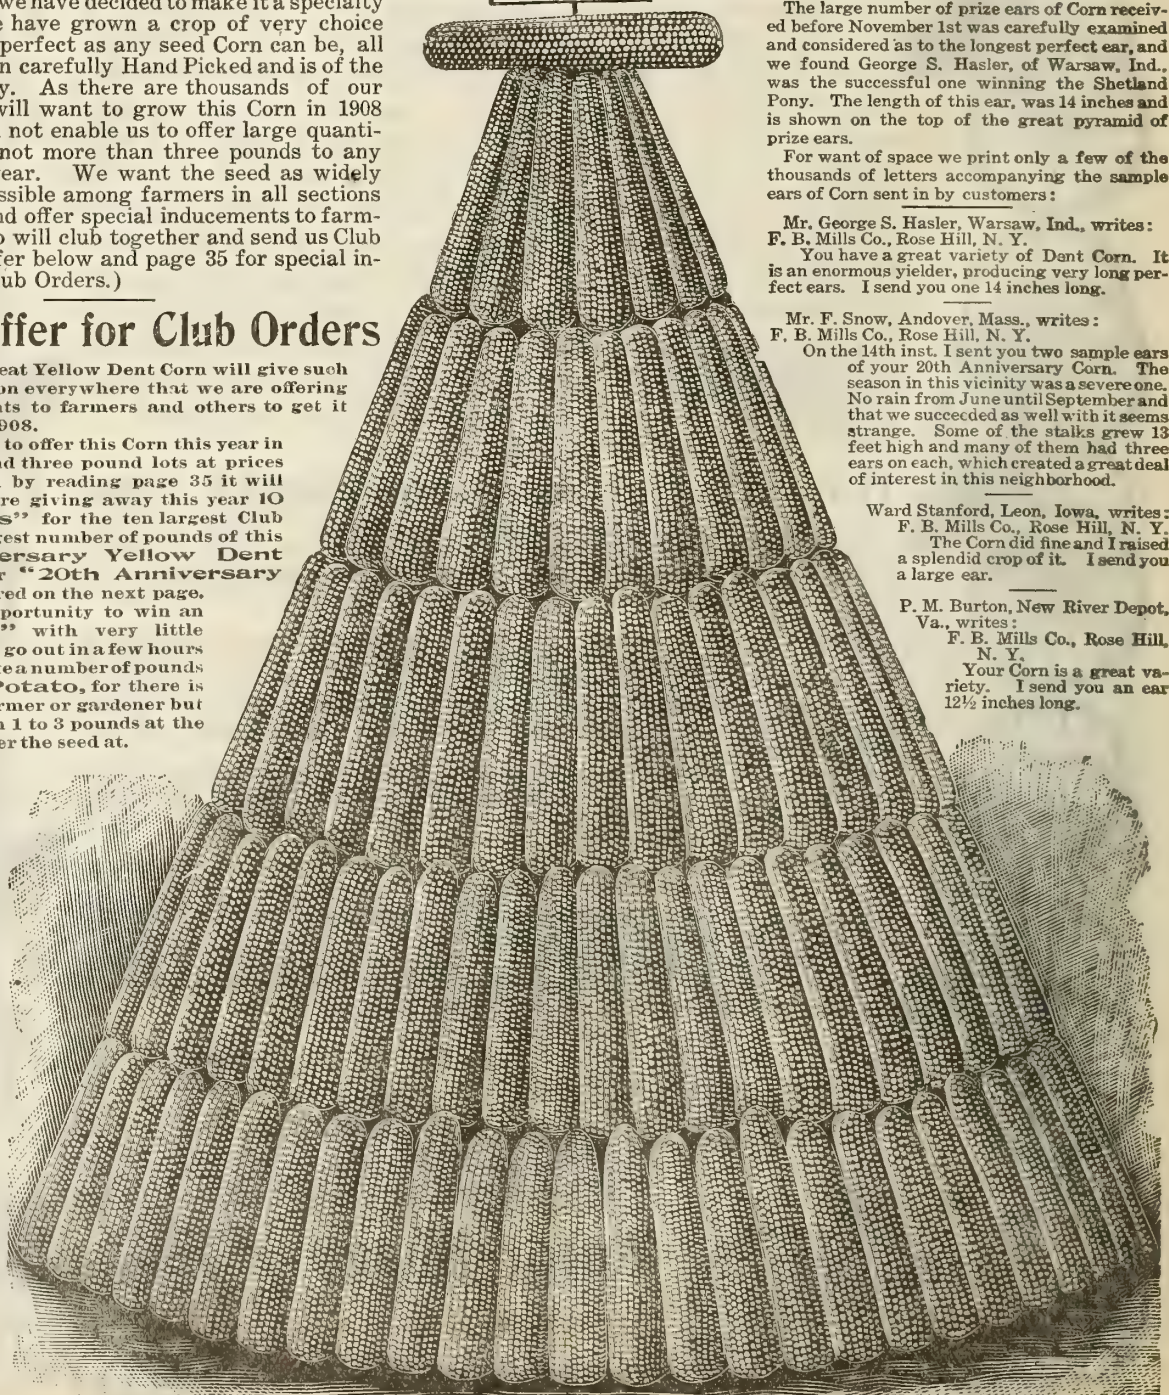 we have decided to make it a specialty
have grown a crop of very choice
perfect as any seed Corn can be, all
n carefully Hand Picked and is of the
y. As there are thousands of our
will want to grow this Corn in 1908
not enable us to offer large quanti-
not more than three pounds to any
ear. We want the seed as widely
ssible among farmers in all sections
nd offer special inducements to farm-
o will club together and send us Club
fer below and page 35 for special in-
ub Orders.)
ffer for Club Orders
eat Yellow Dent Corn will give such
on everywhere that we are offering
nts to farmers and others to get it
908.
to offer this Corn this year in
nd three pound lots at prices
by reading page 35 it will
re giving away this year 10
s” for the ten largest Club
est number of pounds of this
ersary Yellow Dent
r “20th Anniversary
red on the next page.
portunity to win an
” with very little
go out in a few hours
e a number of pounds
Potato, for there is
rmer or gardener but
n 1 to 3 pounds at the
er the seed at.
The large number of prize ears of Corn receiv-
ed before November 1st was carefully examined
and considered as to the longest perfect ear, and
we found George S. Hasler, of Warsaw, Ind.,
was the successful one winning the Shetland
Pony. The length of this ear, was 14 inches and
is shown on the top of the great pyramid of
prize ears.
For want of space we print only a few of the
thousands of letters accompanying the sample
ears of Corn sent in by customers:
Mr. George S. Hasler, Warsaw, Ind., writes:
F. B. Mills Co., Rose Hill, N. Y.
You have a great variety of Dent Corn. It
is an enormous yielder, producing very long per-
fect ears. I send you one 14 inches long.
Mr. F. Snow, Andover, Mass., writes:
F. B. Mills Co., Rose Hill, N. Y.
On the 14th inst. I sent you two sample ears
of your 20th Anniversary Corn. The
season in this vicinity was a severe one.
No rain from June until September and
that we succeeded as well with it seems
strange. Some of the stalks grew 13
feet high and many of them had three
ears on each, which created a great deal
of interest in this neighborhood.
Ward Stanford, Leon, Iowa, writes:
F. B. Mills Co., Rose Hill, N. Y.
The Corn did fine and I raised
a splendid crop of it. I send you
a large ear.
P. M. Burton, New River Depot,
Va., writes:
F. B. Mills Co., Rose Hill,
N. Y.
Your Corn is a great va-
riety. I send you an ear
12½ inches long.